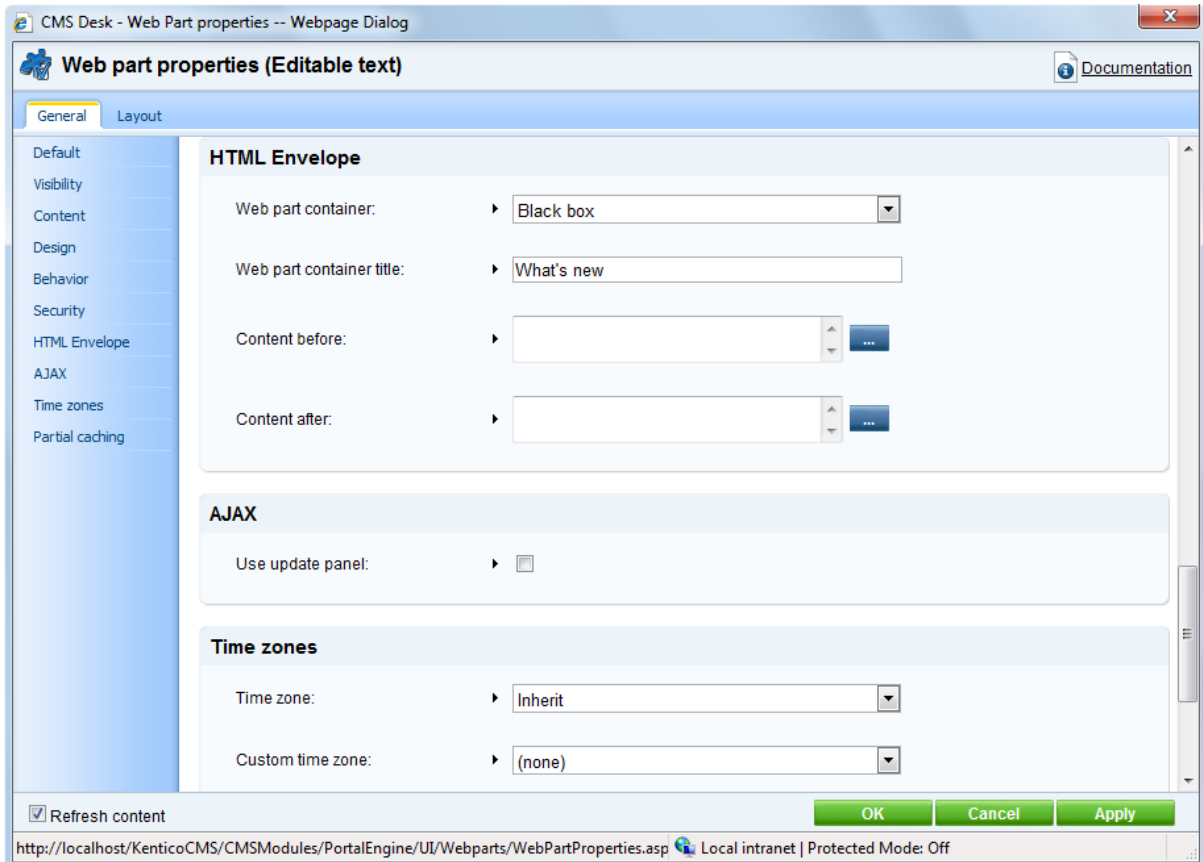 CMS Desk - Web Part properties -- Webpage Dialog
x
Web part properties (Editable text)
Documentation
General Layout
Default
Visibility
Content
Design
Behavior
Security
HTML Envelope
AJAX
Time zones
Partial caching
HTML Envelope
Web part container: Black box
Web part container title: What's new
Content before: ...
Content after: ...
AJAX
Use update panel:
Time zones
Time zone: Inherit
Custom time zone: (none)
Refresh content OK Cancel Apply
http://localhost/KenticoCMS/CMSModules/PortalEngine/UI/Webparts/WebPartProperties.asp Local intranet | Protected Mode: Off